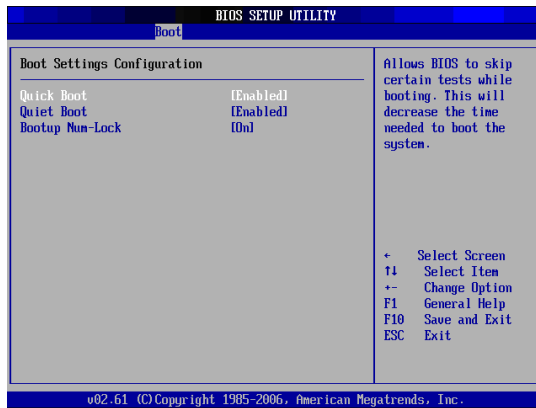 BIOS SETUP UTILITY
Boot
Boot Settings Configuration
Quick Boot [Enabled]
Quiet Boot [Enabled]
Bootup Num-Lock [On]
Allows BIOS to skip
certain tests while
booting. This will
decrease the time
needed to boot the
system.
← Select Screen
↑↓ Select Item
+- Change Option
F1 General Help
F10 Save and Exit
ESC Exit
v02.61 (C)Copyright 1985-2006, American Megatrends, Inc.